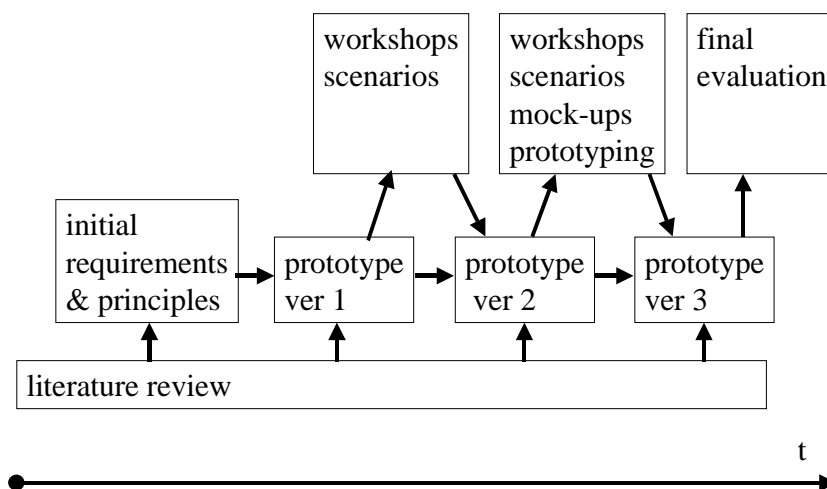 workshops
scenarios
workshops
scenarios
mock-ups
prototyping
final
evaluation
initial
requirements
& principles
prototype
ver 1
prototype
ver 2
prototype
ver 3
literature review
t